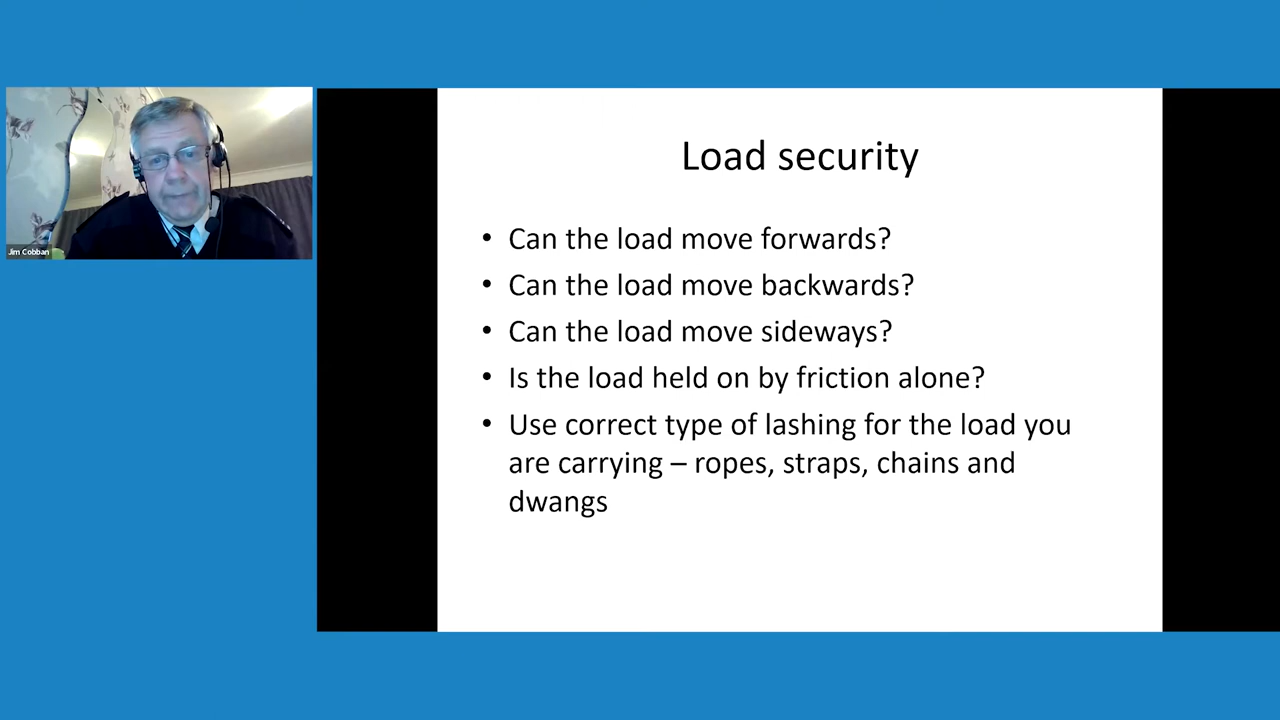 Jim Cobban
Load security
• Can the load move forwards?
• Can the load move backwards?
• Can the load move sideways?
• Is the load held on by friction alone?
• Use correct type of lashing for the load you
are carrying – ropes, straps, chains and
dwangs